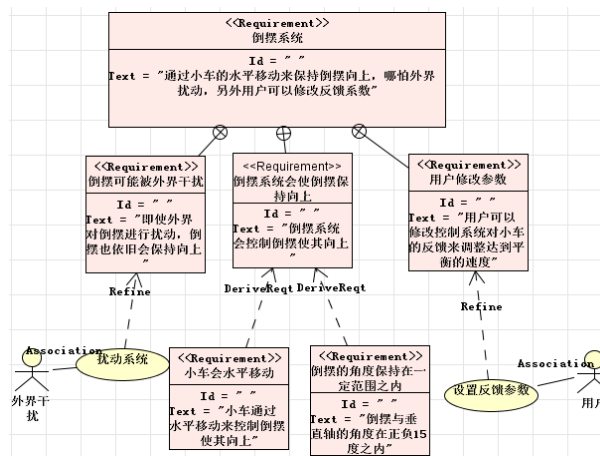 <<Requirement>>
倒摆系统
Id = " "
Text = "通过小车的水平移动来保持倒摆向上，哪怕外界
扰动，另外用户可以修改反馈系数"
<<Requirement>>
倒摆可能被外界干扰
Id = " "
Text = "即使外界
对倒摆进行扰动，倒
摆也依旧会保持向上
"
<<Requirement>>
倒摆系统会使倒摆保
持向上
Id = " "
Text = "倒摆系统
会控制倒摆使其向上"
<<Requirement>>
用户修改参数
Id = " "
Text = "用户可以
修改控制系统对小车
的反馈来调整达到平
衡的速度"
Refine
DeriveReqt
DeriveReqt
Refine
Association
扰动系统
外界干
扰
<<Requirement>>
小车会水平移动
Id = " "
Text = "小车通过
水平移动来控制倒摆
使其向上"
<<Requirement>>
倒摆的角度保持在一
定范围之内
Id = " "
Text = "倒摆与垂
直轴的角度在正负15
度之内"
Association
设置反馈参数
用户